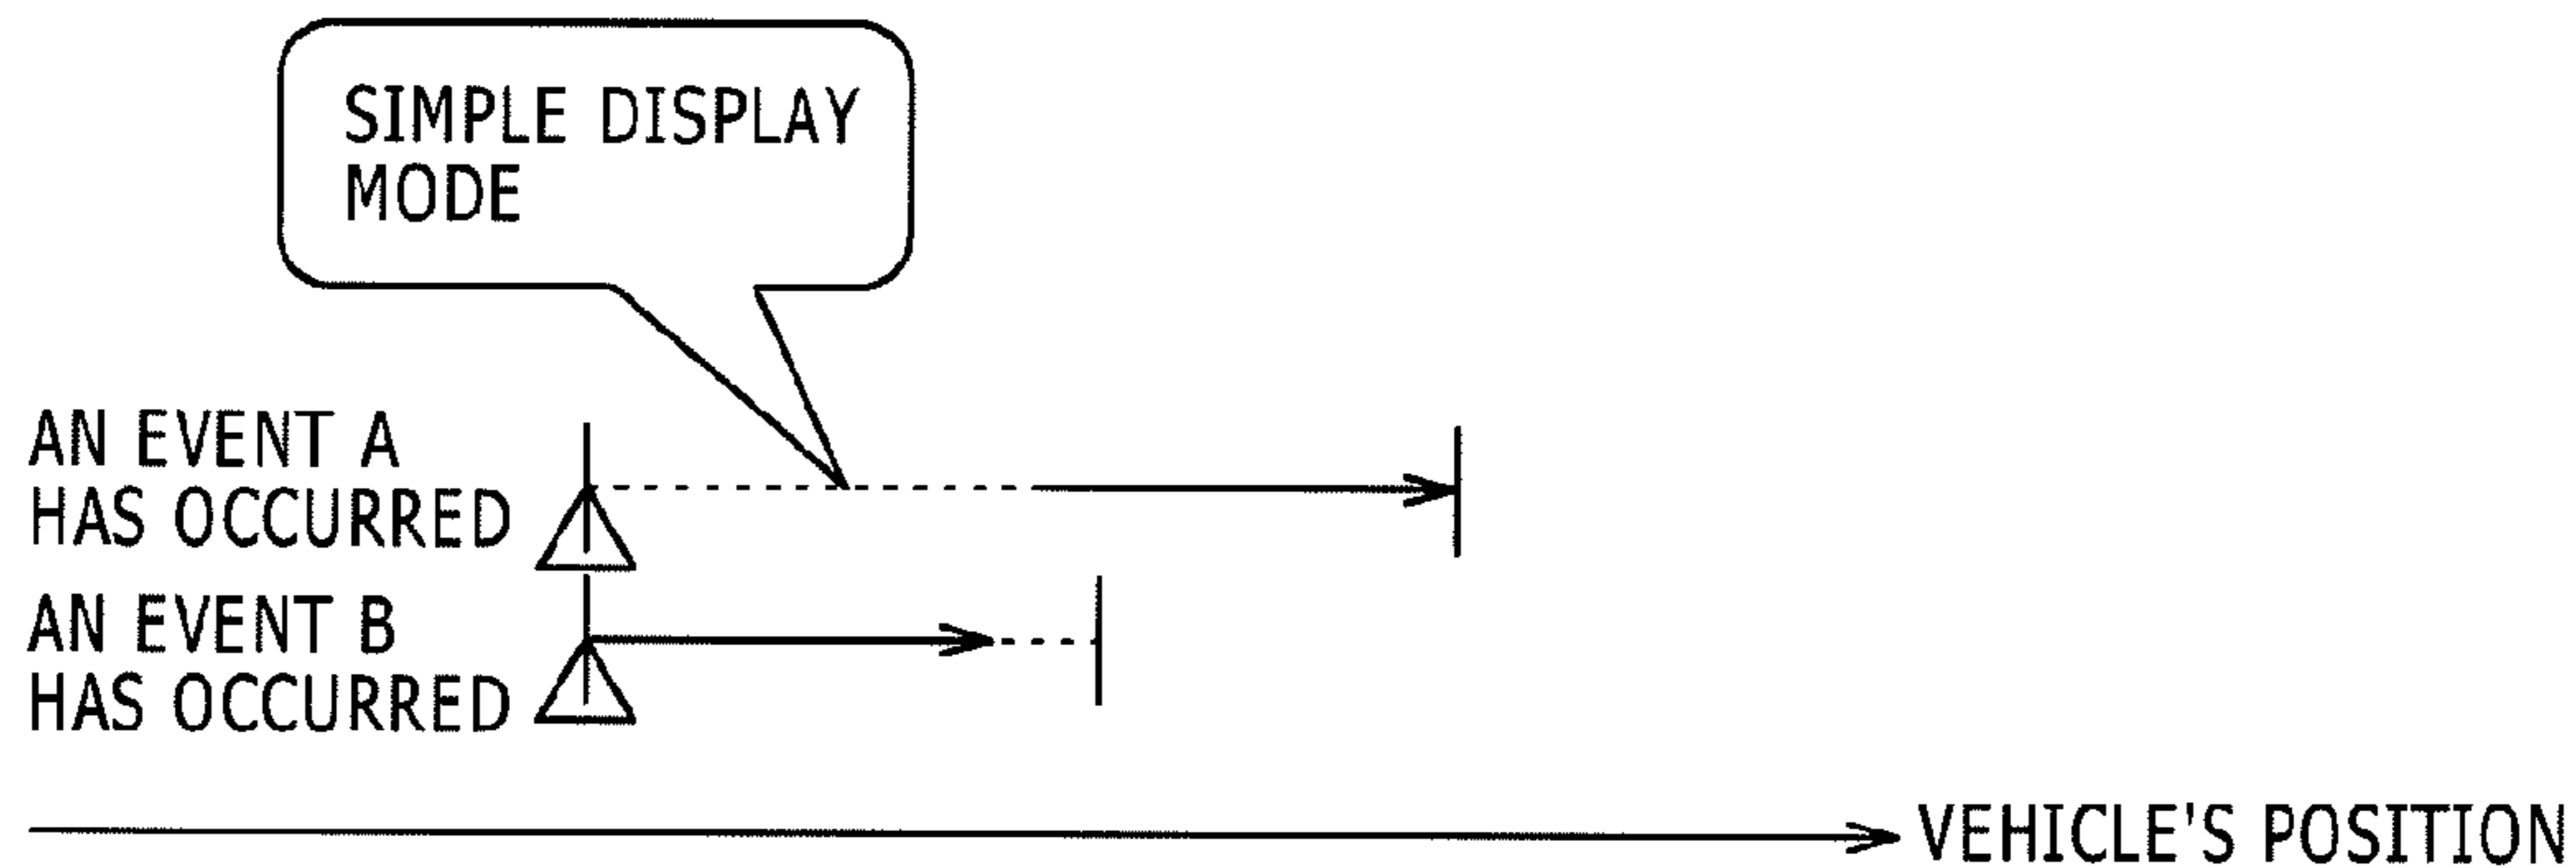 SIMPLE DISPLAY
MODE
AN EVENT A
HAS OCCURRED
AN EVENT B
HAS OCCURRED
VEHICLE'S POSITION